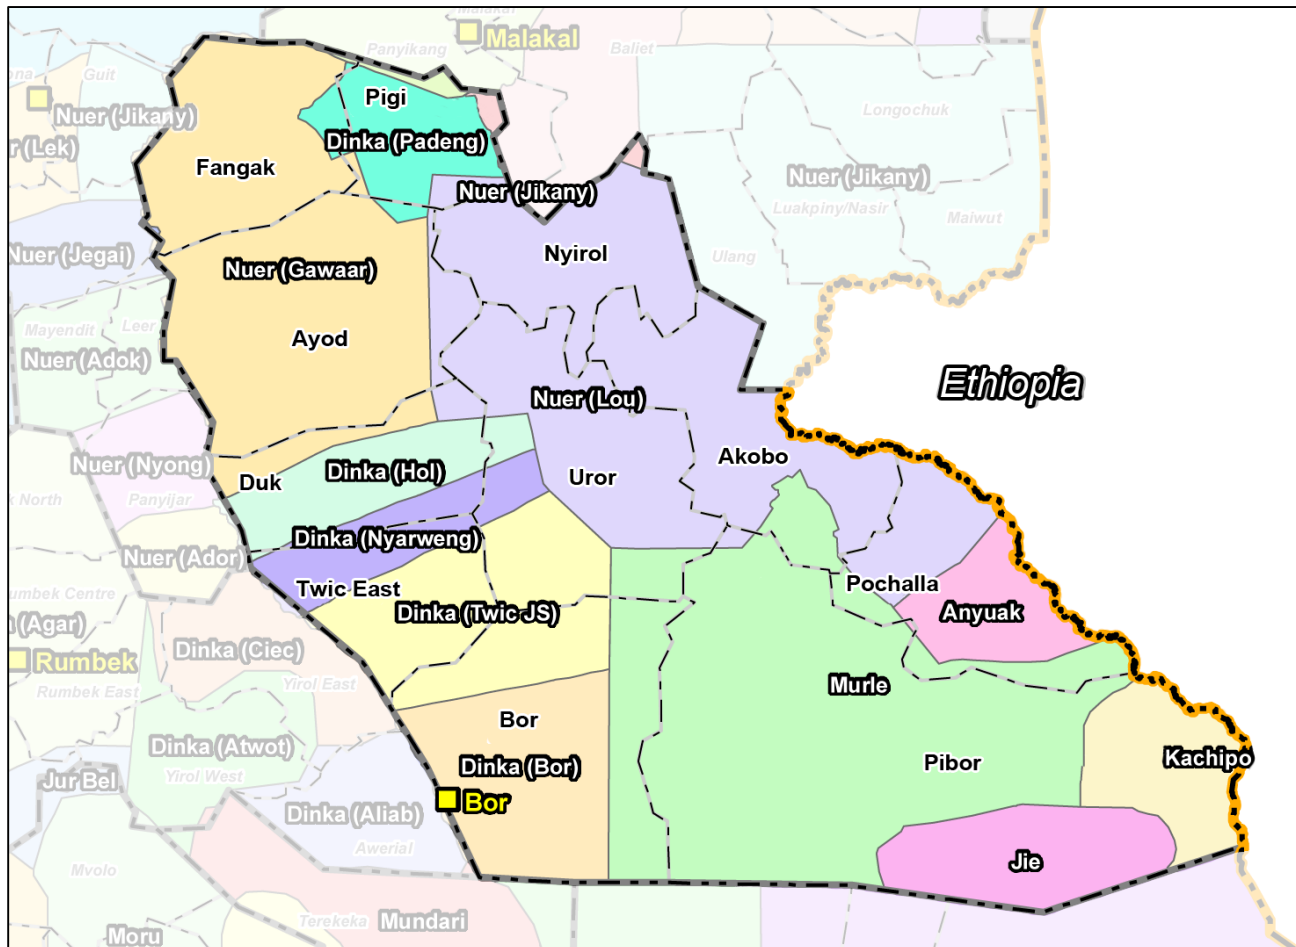 Malakal
Malakal
Panyikang
Baliet
Guit
Pigi
Longochuk
Nuer (Jikany)
Dinka (Padeng)
(Lek)
Fangak
Nuer (Jikany)
Nuer (Jikany)
Luakpiny/Nasir
Maiwut
Nuer (Jegai)
Nyirol
Ulang
Nuer (Gawaar)
Mayendit
Leer
Ayod
Nuer (Adok)
Ethiopia
Nuer (Lou)
Akobo
Nuer (Nyong)
Dinka (Hol)
Uror
Duk
Panyijar
North
Dinka (Nyarweng)
Nuer (Ador)
Pochalla
Twic East
Rumbek Centre
Dinka (Twic JS)
Anyuak
(Agar)
Dinka (Ciec)
Rumbek
Yirol East
Rumbek East
Murle
Bor
Dinka (Atwot)
Kachipo
Pibor
Dinka (Bor)
Yirol West
Jur Bel
Bor
Dinka (Aliab)
Awerial
Jie
Mvolo
Terekeka
Mundari
Moru